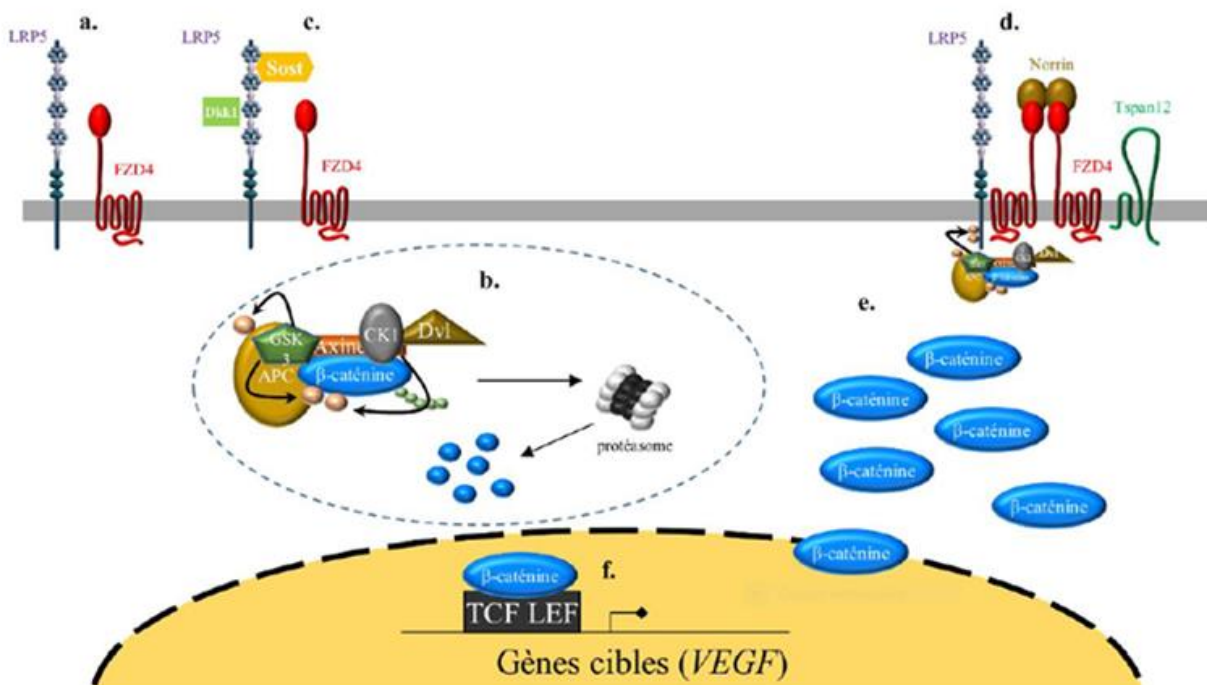 a.
LRP5
FZD4
c.
LRP5
Sost
Dkk1
FZD4
d.
LRP5
Norrin
Tspan12
FZD4
b.
GSK
3
Axine
CK1
Dvl
APC
β-caténine
protéasome
e.
β-caténine
β-caténine
β-caténine
β-caténine
β-caténine
β-caténine
f.
β-caténine
TCF LEF
Gènes cibles (VEGF)